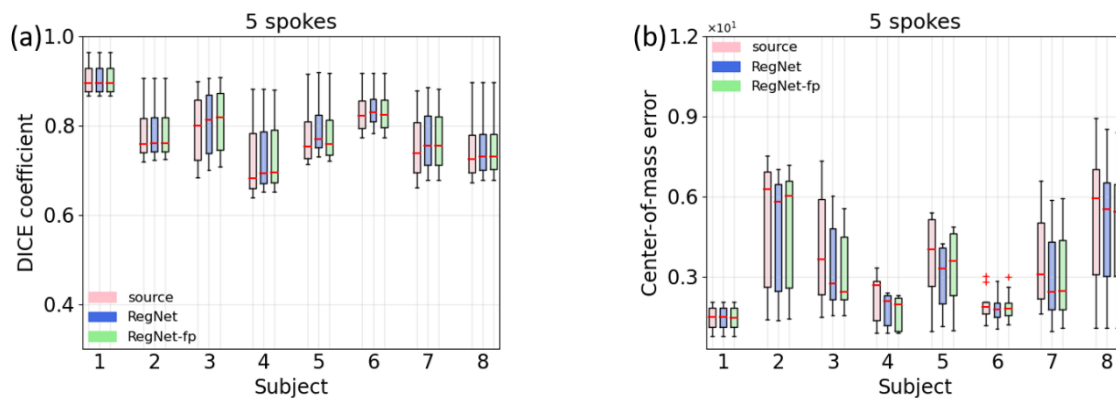 (a)
5 spokes
DICE coefficient
1.0
0.8
0.6
0.4
source
RegNet
RegNet-fp
1 2 3 4 5 6 7 8
Subject
(b)
5 spokes
×10¹
Center-of-mass error
1.2
0.9
0.6
0.3
source
RegNet
RegNet-fp
1 2 3 4 5 6 7 8
Subject